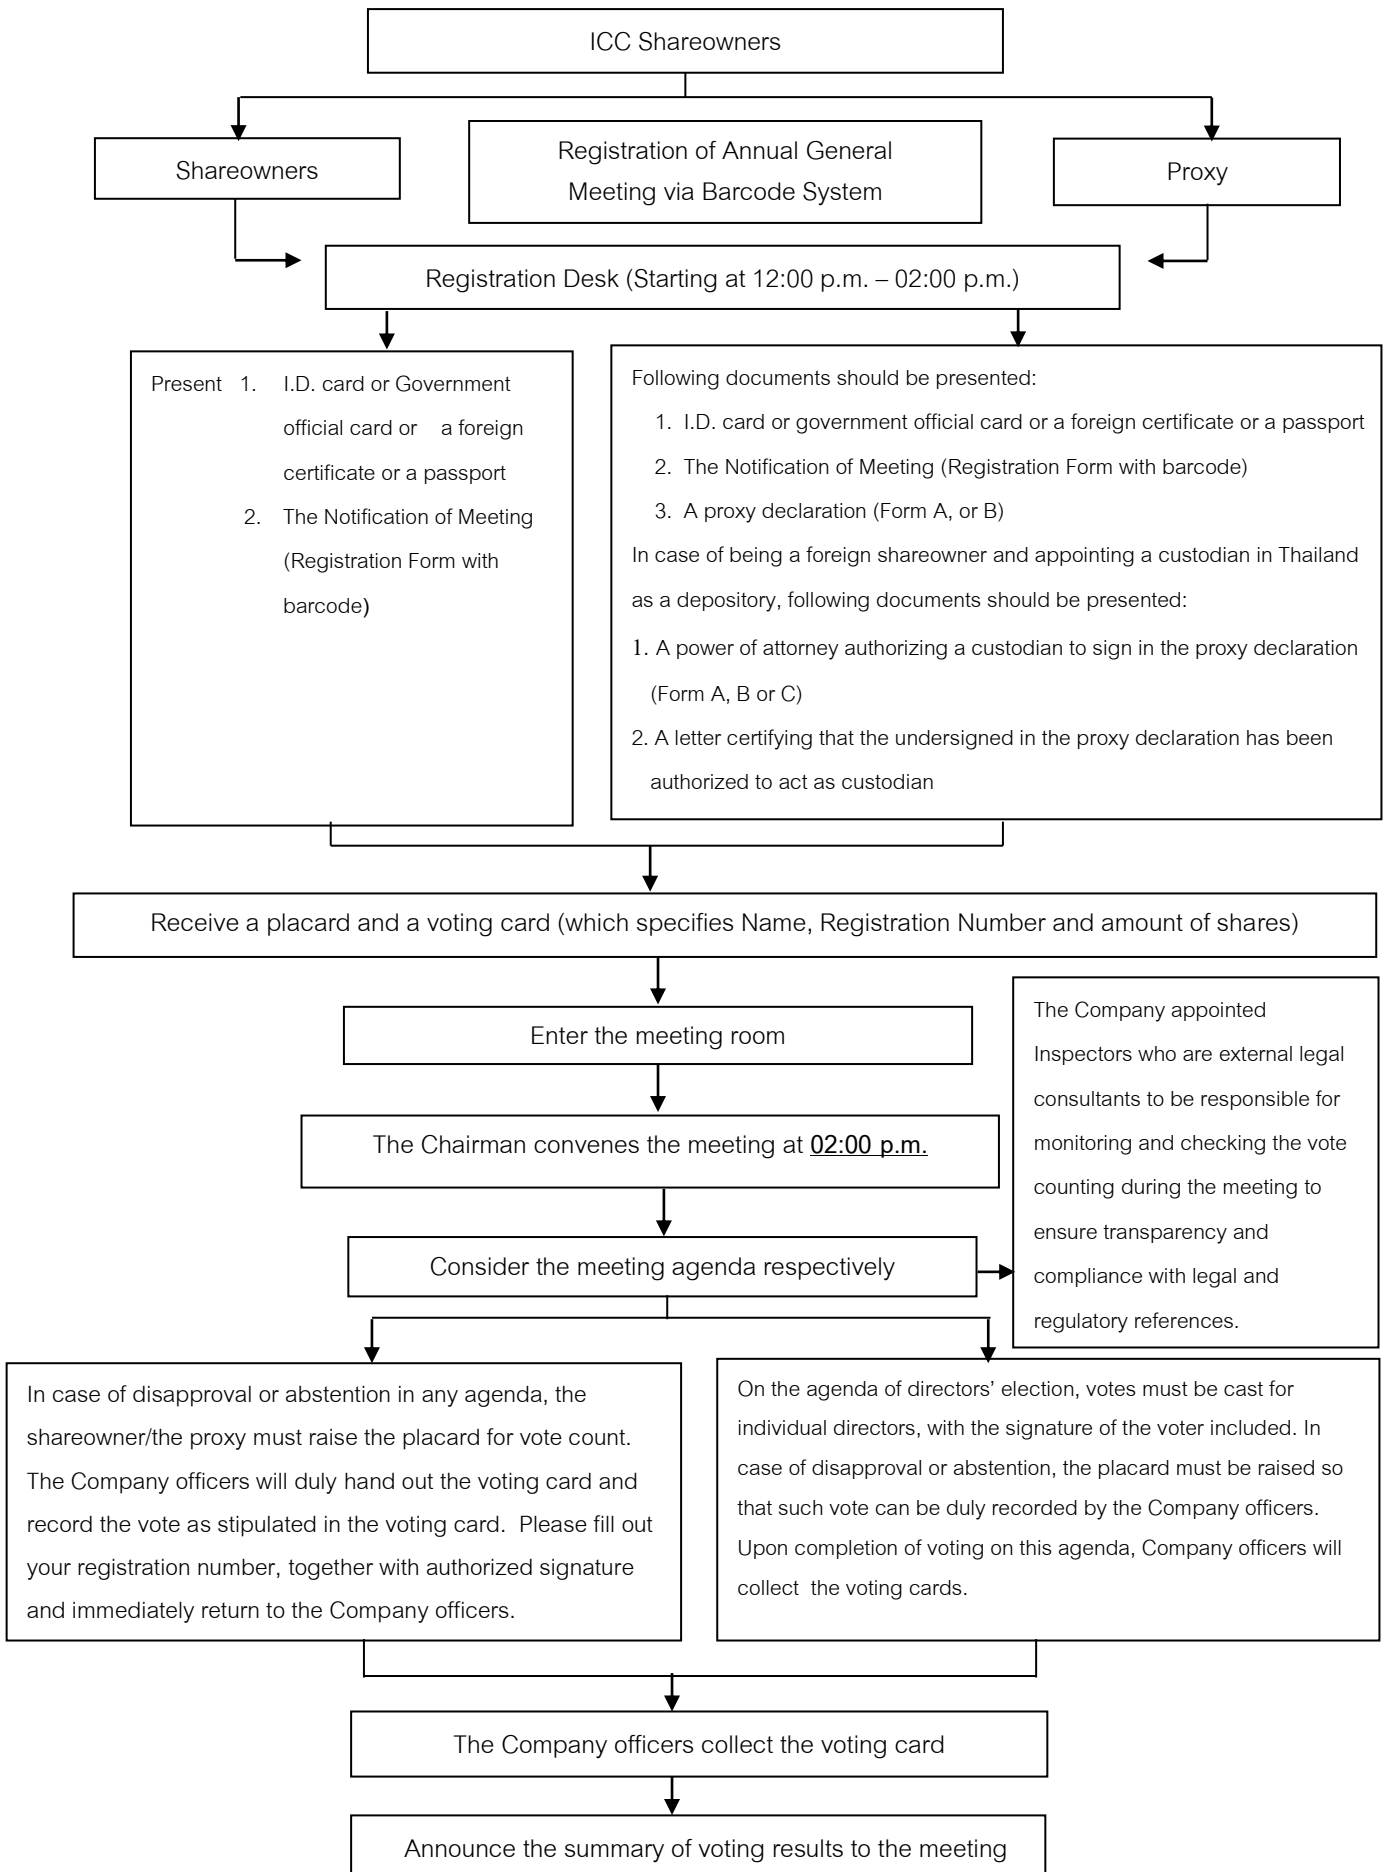 ICC Shareowners
Shareowners
Registration of Annual General
Meeting via Barcode System
Proxy
Registration Desk (Starting at 12:00 p.m. – 02:00 p.m.)
Present 1. I.D. card or Government
official card or a foreign
certificate or a passport
2. The Notification of Meeting
(Registration Form with
barcode)
Following documents should be presented:
1. I.D. card or government official card or a foreign certificate or a passport
2. The Notification of Meeting (Registration Form with barcode)
3. A proxy declaration (Form A, or B)
In case of being a foreign shareowner and appointing a custodian in Thailand
as a depository, following documents should be presented:
1. A power of attorney authorizing a custodian to sign in the proxy declaration
(Form A, B or C)
2. A letter certifying that the undersigned in the proxy declaration has been
authorized to act as custodian
Receive a placard and a voting card (which specifies Name, Registration Number and amount of shares)
Enter the meeting room
The Chairman convenes the meeting at 02:00 p.m.
Consider the meeting agenda respectively
The Company appointed
Inspectors who are external legal
consultants to be responsible for
monitoring and checking the vote
counting during the meeting to
ensure transparency and
compliance with legal and
regulatory references.
In case of disapproval or abstention in any agenda, the
shareowner/the proxy must raise the placard for vote count.
The Company officers will duly hand out the voting card and
record the vote as stipulated in the voting card. Please fill out
your registration number, together with authorized signature
and immediately return to the Company officers.
On the agenda of directors' election, votes must be cast for
individual directors, with the signature of the voter included. In
case of disapproval or abstention, the placard must be raised so
that such vote can be duly recorded by the Company officers.
Upon completion of voting on this agenda, Company officers will
collect the voting cards.
The Company officers collect the voting card
Announce the summary of voting results to the meeting